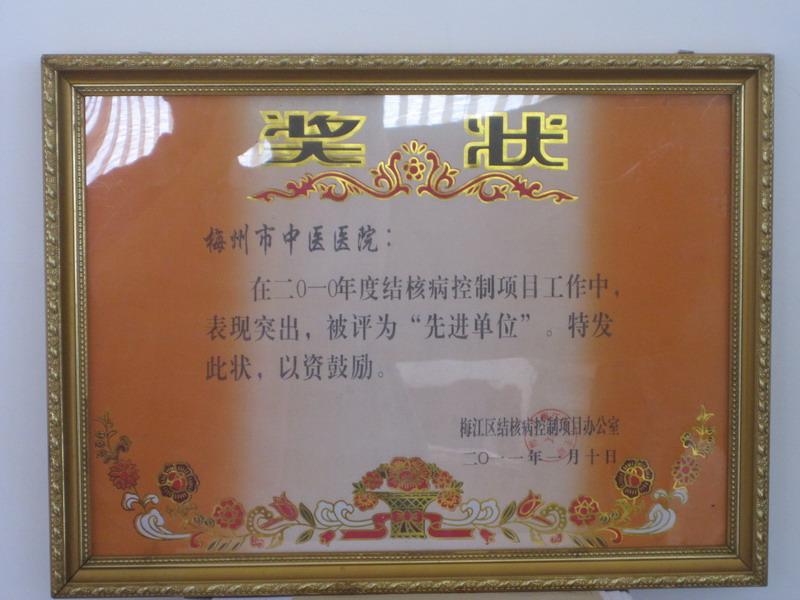 奖状
梅州市中医医院：
在二0一0年度结核病控制项目工作中，
表现突出，被评为“先进单位”。特发
此状，以资鼓励。
梅江区结核病控制项目办公室
二〇一一年一月十日